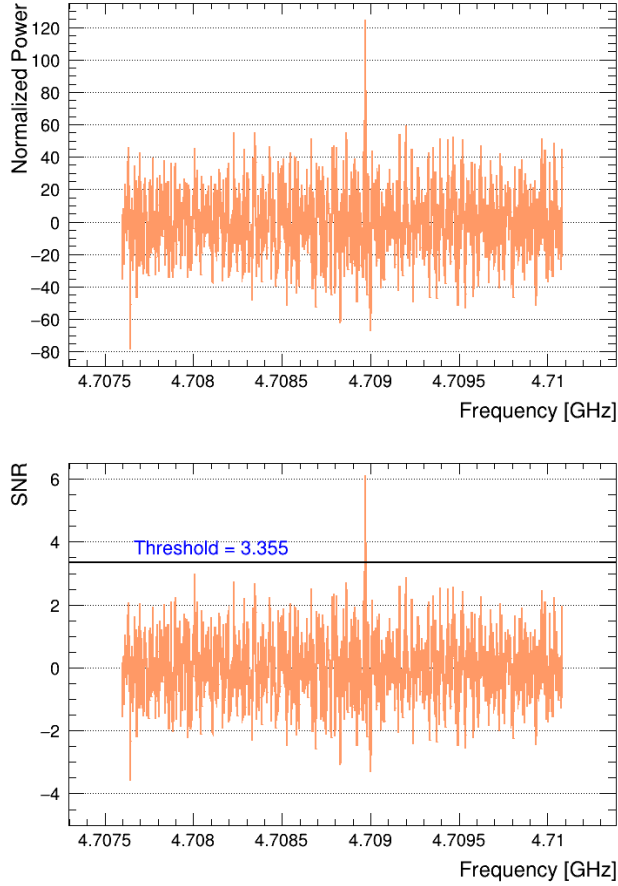 Normalized Power
120
100
80
60
40
20
0
−20
−40
−60
−80
4.7075 4.708 4.7085 4.709 4.7095 4.71
Frequency [GHz]
SNR
6
Threshold = 3.355
4
2
0
−2
−4
4.7075 4.708 4.7085 4.709 4.7095 4.71
Frequency [GHz]